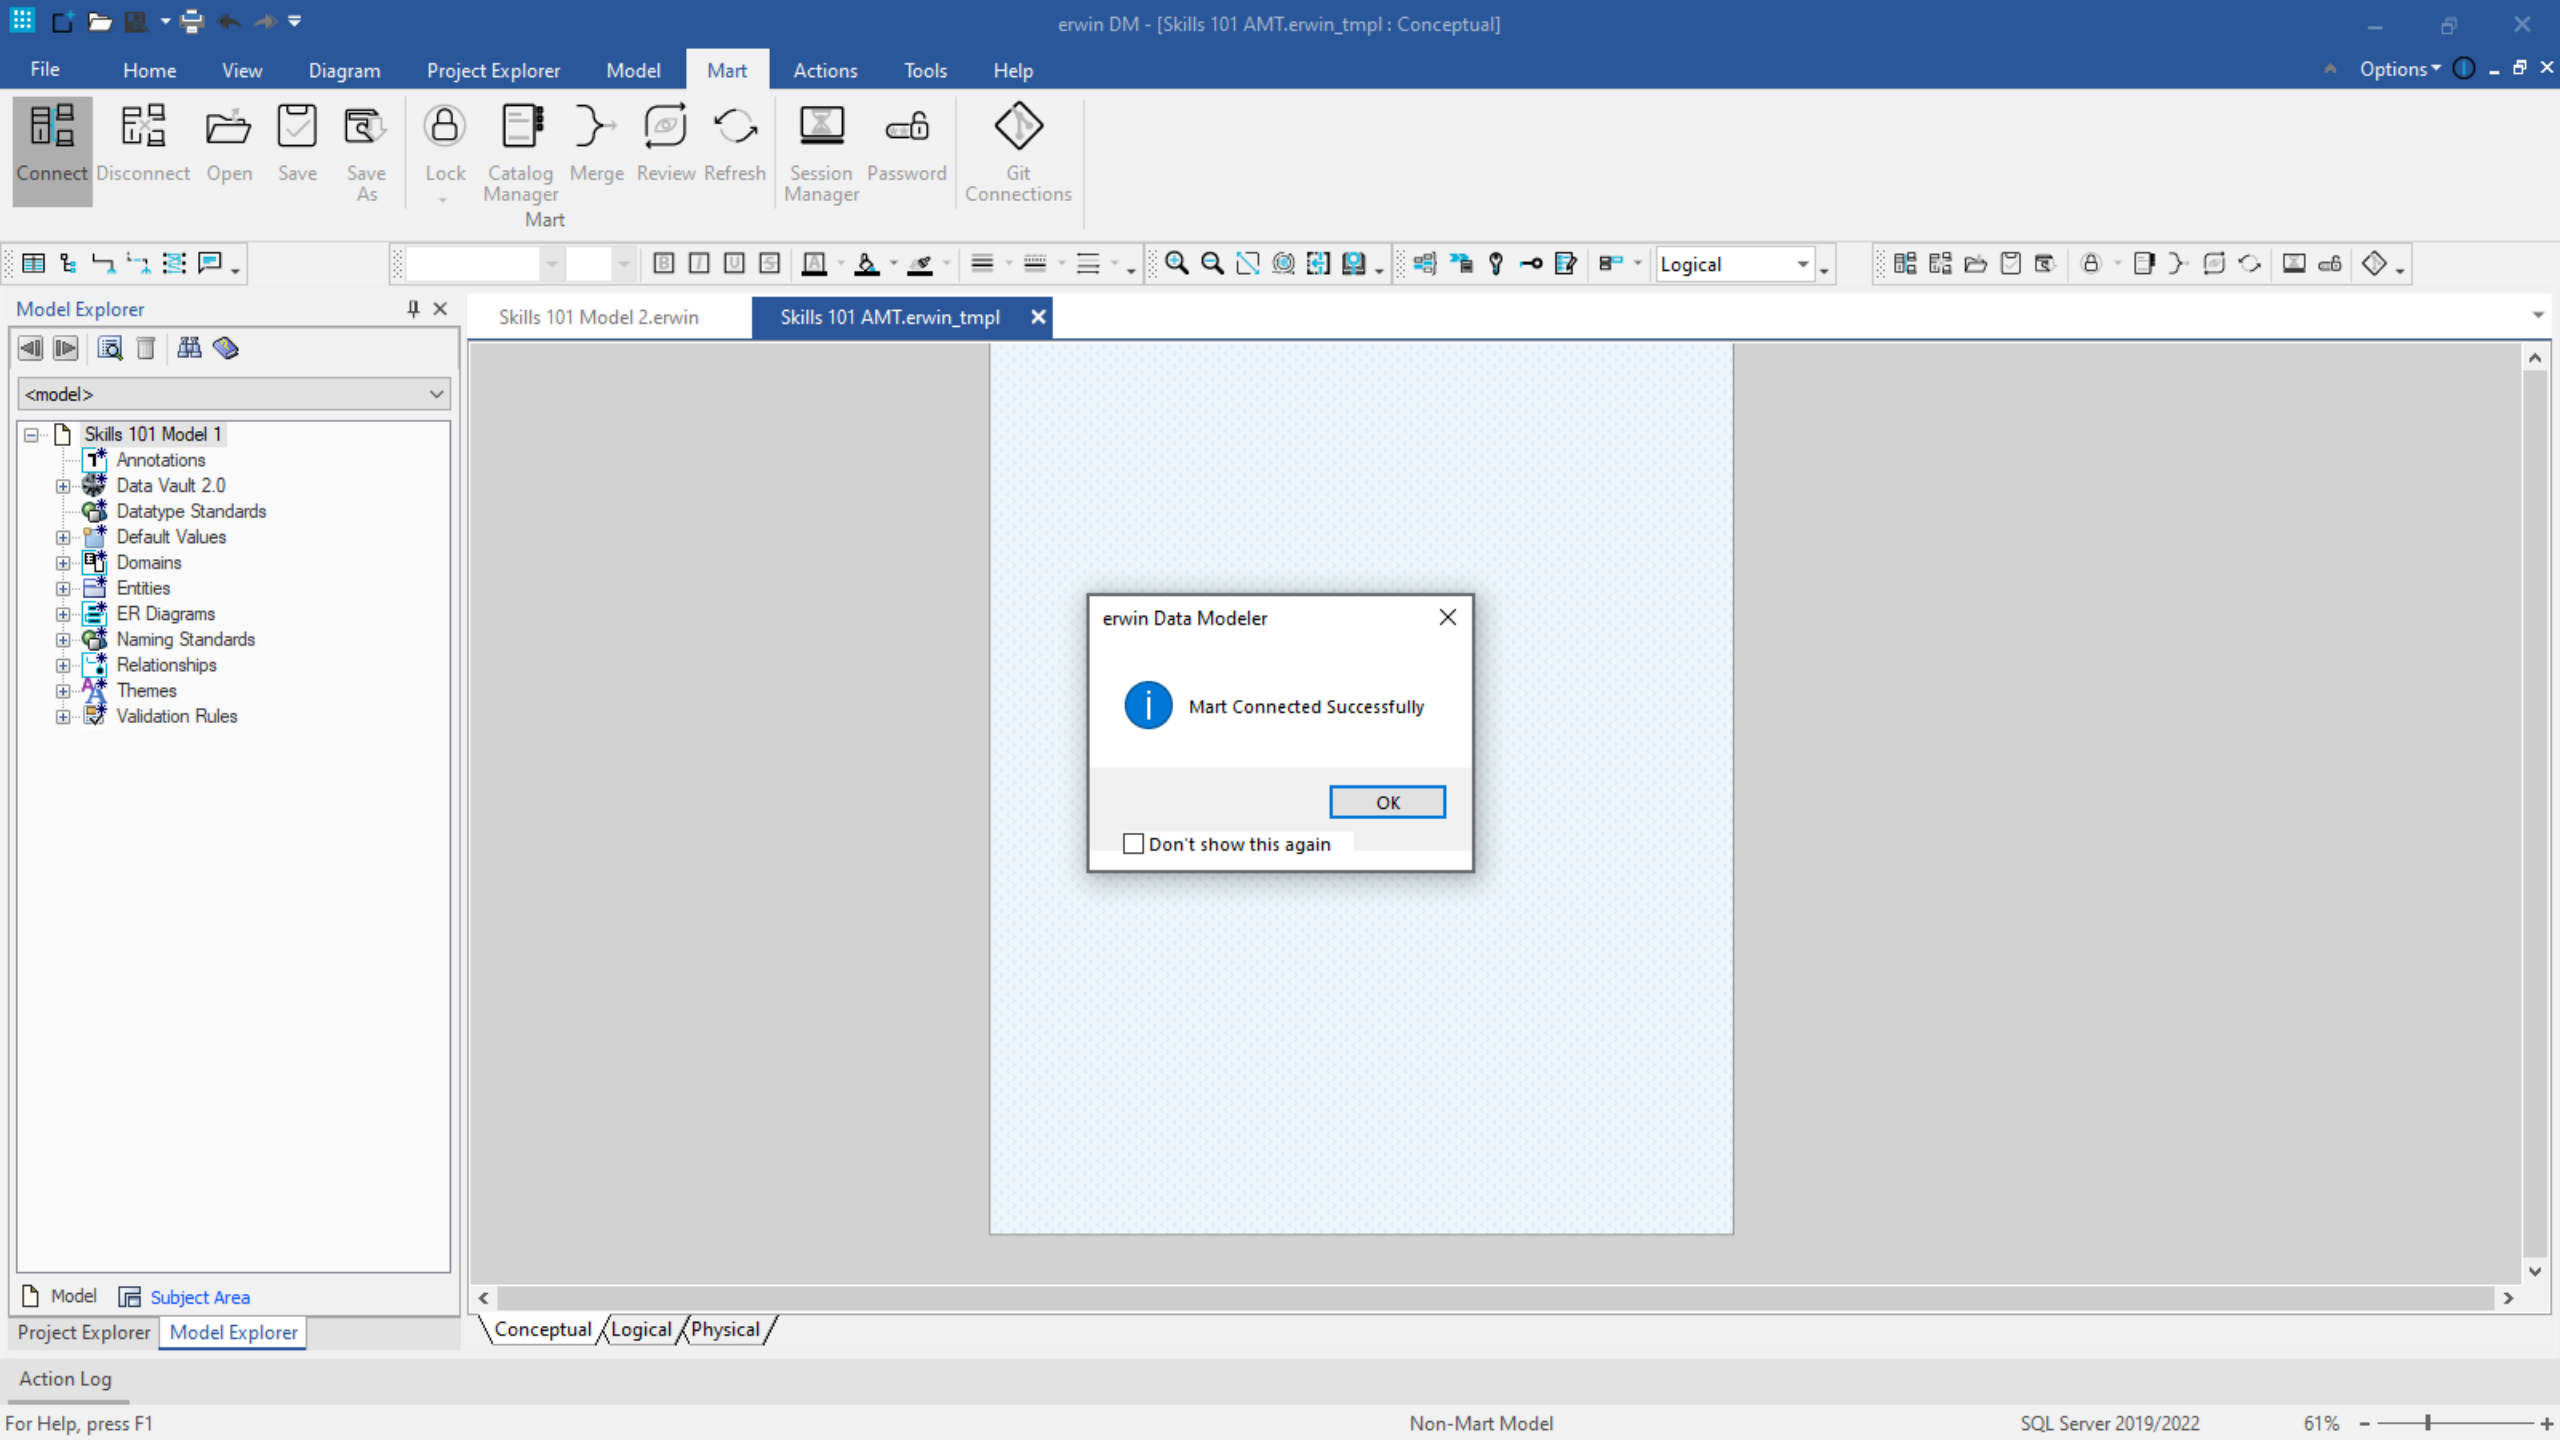 erwin DM - [Skills 101 AMT.erwin_tmpl : Conceptual]
File Home View Diagram Project Explorer Model Mart Actions Tools Help Options
Connect Disconnect Open Save Save As Lock Catalog Manager Merge Review Refresh Session Manager Password Git Connections
Mart
Logical
Model Explorer
Skills 101 Model 2.erwin Skills 101 AMT.erwin_tmpl
<model>
Skills 101 Model 1
Annotations
Data Vault 2.0
Datatype Standards
Default Values
Domains
Entities
ER Diagrams
Naming Standards
Relationships
Themes
Validation Rules
erwin Data Modeler
Mart Connected Successfully
OK
Don't show this again
Model Subject Area
Project Explorer Model Explorer
Conceptual Logical Physical
Action Log
For Help, press F1 Non-Mart Model SQL Server 2019/2022 61%